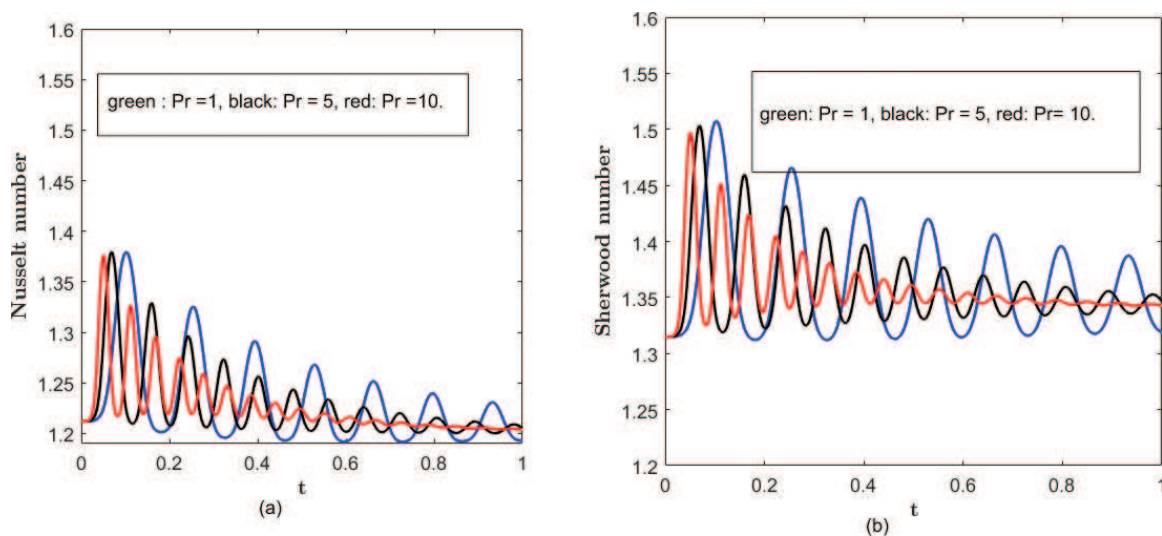 1.6
1.55
green : Pr =1, black: Pr = 5, red: Pr =10.
1.5
1.45
1.4
1.35
1.3
1.25
1.2
Nusselt number
0 0.2 0.4 0.6 0.8 1
t
(a)
1.6
1.55
green: Pr = 1, black: Pr = 5, red: Pr= 10.
1.5
1.45
1.4
1.35
1.3
1.25
1.2
Sherwood number
0 0.2 0.4 0.6 0.8 1
t
(b)